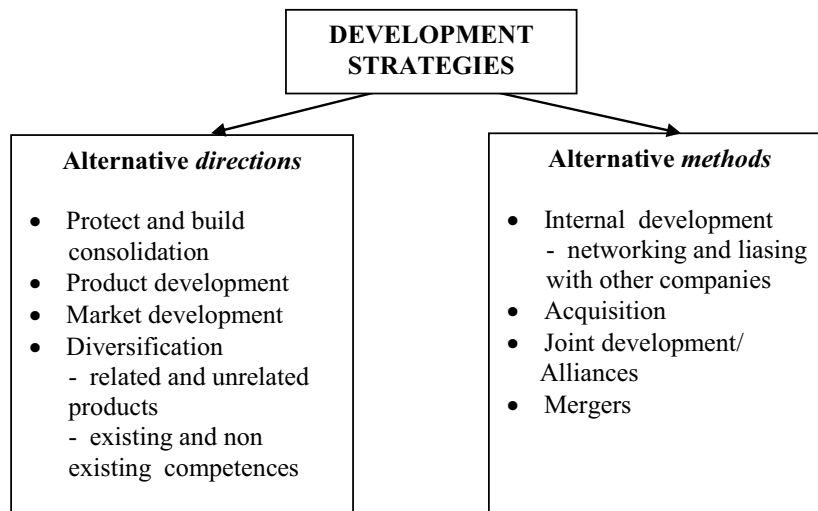 DEVELOPMENT
STRATEGIES
Alternative directions
• Protect and build
consolidation
• Product development
• Market development
• Diversification
- related and unrelated
products
- existing and non
existing competences
Alternative methods
• Internal development
- networking and liasing
with other companies
• Acquisition
• Joint development/
Alliances
• Mergers